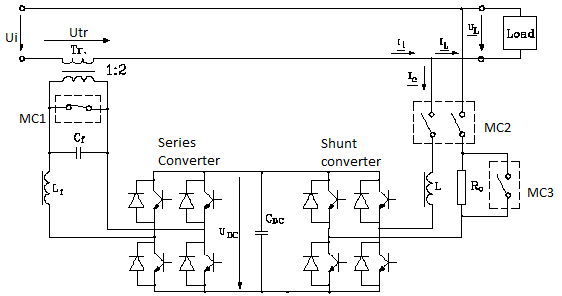 Ui
Utr
Tr.
1:2
I1
IL
UL
Load
Ic
MC1
MC2
Cf
Series
Converter
Shunt
converter
Lf
UDC
CDC
L
Ro
MC3